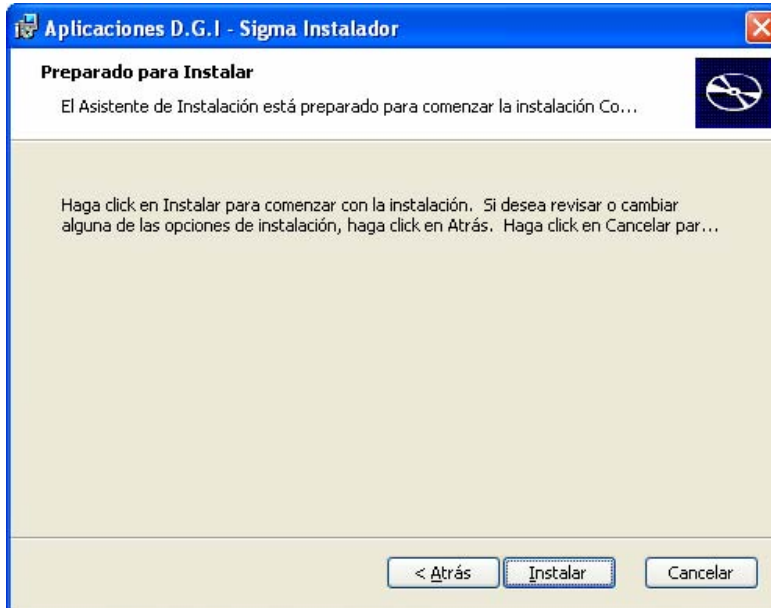 Aplicaciones D.G.I - Sigma Instalador
Preparado para Instalar
El Asistente de Instalación está preparado para comenzar la instalación Co...
Haga click en Instalar para comenzar con la instalación. Si desea revisar o cambiar
alguna de las opciones de instalación, haga click en Atrás. Haga click en Cancelar par...
< Atrás Instalar Cancelar